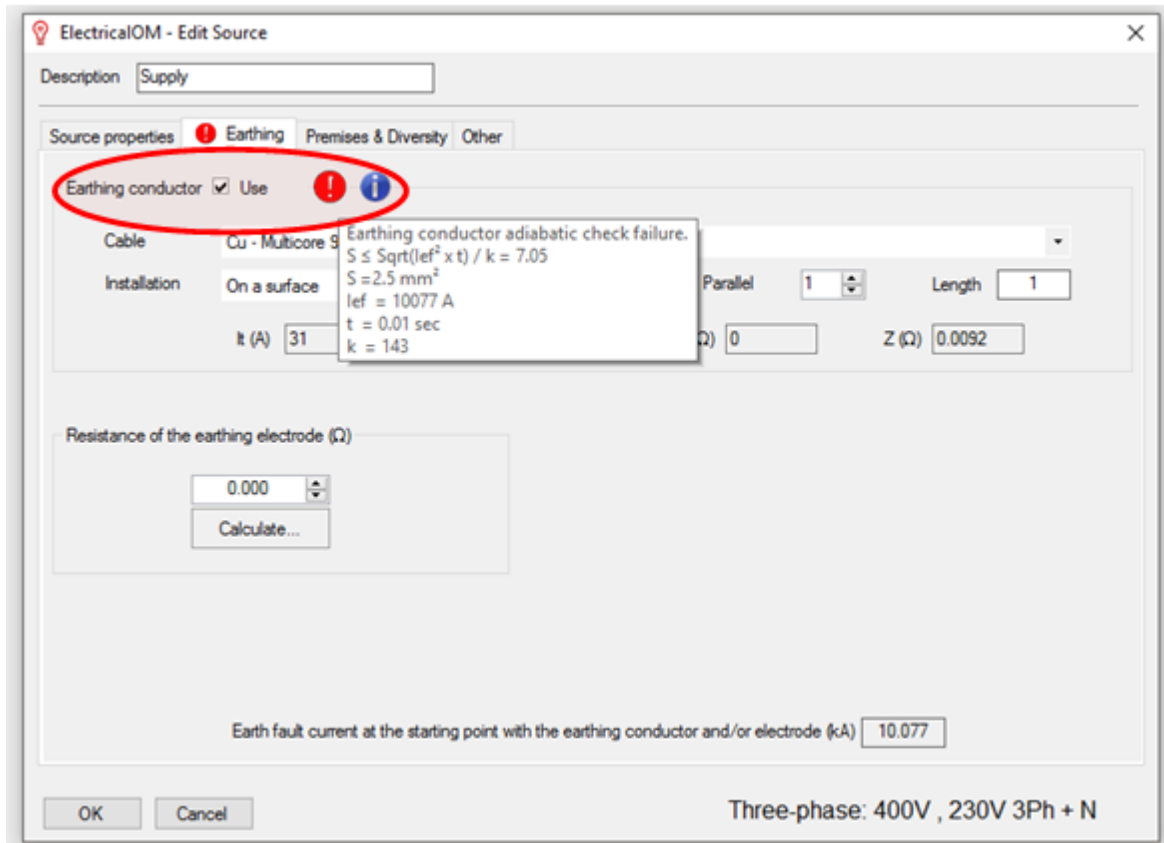 ElectricalOM - Edit Source
Description Supply
Source properties Earthing Premises & Diversity Other
Earthing conductor Use
Cable Cu - Multicore
Earthing conductor adiabatic check failure.
S ≤ Sqrt(Ief² x t) / k = 7.05
S =2.5 mm²
Ief = 10077 A
t = 0.01 sec
k = 143
Installation On a surface Parallel 1 Length 1
It (A) 31 Ω) 0 Z (Ω) 0.0092
Resistance of the earthing electrode (Ω)
0.000
Calculate...
Earth fault current at the starting point with the earthing conductor and/or electrode (kA) 10.077
OK Cancel Three-phase: 400V , 230V 3Ph + N